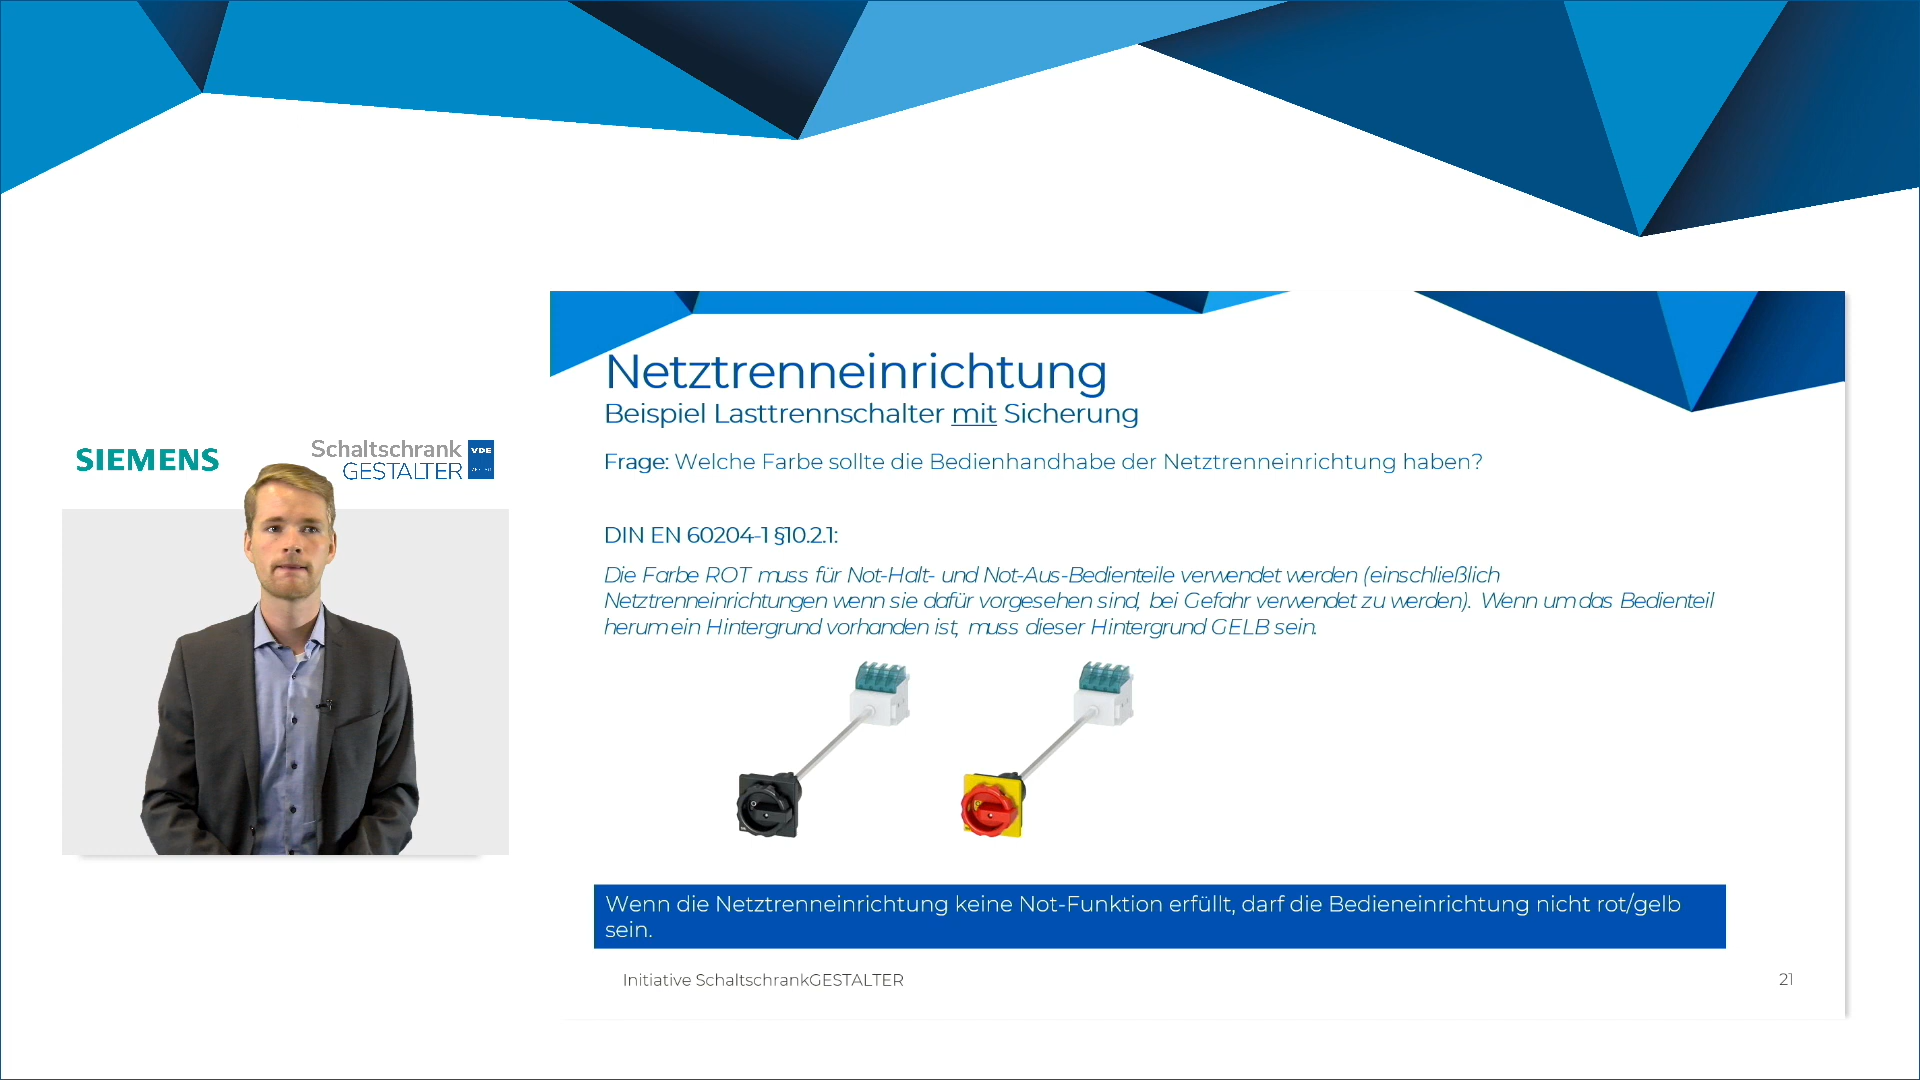 SIEMENS
Schaltschrank
GESTALTER
VDE
Netztrenneinrichtung
Beispiel Lasttrennschalter mit Sicherung
Frage: Welche Farbe sollte die Bedienhandhabe der Netztrenneinrichtung haben?
DIN EN 60204-1 §10.2.1:
Die Farbe ROT muss für Not-Halt- und Not-Aus-Bedienteile verwendet werden (einschließlich
Netztrenneinrichtungen wenn sie dafür vorgesehen sind, bei Gefahr verwendet zu werden). Wenn um das Bedienteil
herum ein Hintergrund vorhanden ist, muss dieser Hintergrund GELB sein.
Wenn die Netztrenneinrichtung keine Not-Funktion erfüllt, darf die Bedieneinrichtung nicht rot/gelb
sein.
Initiative SchaltschrankGESTALTER
21